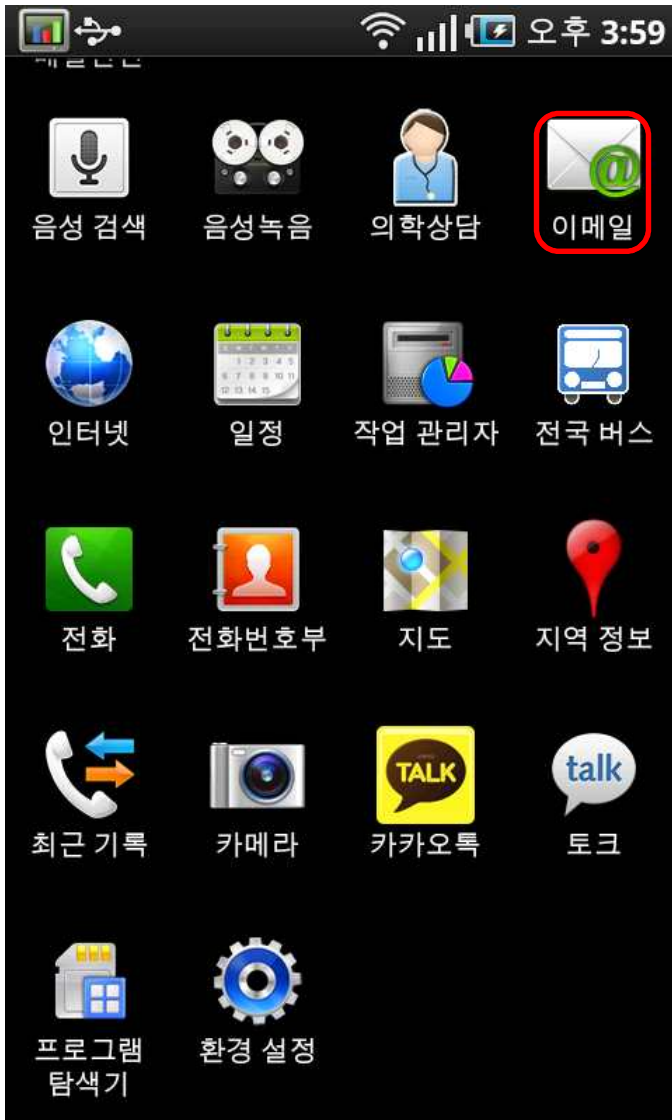 오후 3:59
음성 검색 음성녹음 의학상담 이메일
인터넷 일정 작업 관리자 전국 버스
전화 전화번호부 지도 지역 정보
TALK talk
최근 기록 카메라 카카오톡 토크
프로그램 환경 설정
탐색기